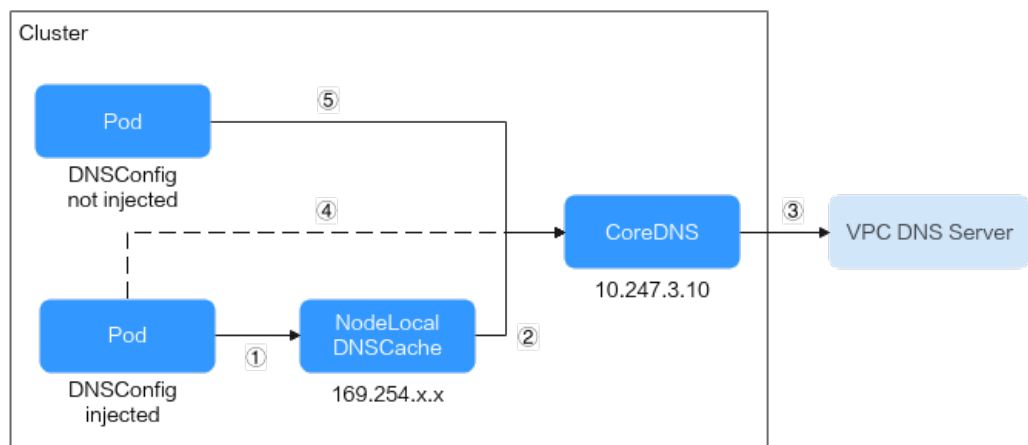 Cluster
Pod
⑤
DNSConfig
not injected
④
CoreDNS
③
VPC DNS Server
10.247.3.10
Pod
①
NodeLocal
DNSCache
②
DNSConfig
injected
169.254.x.x